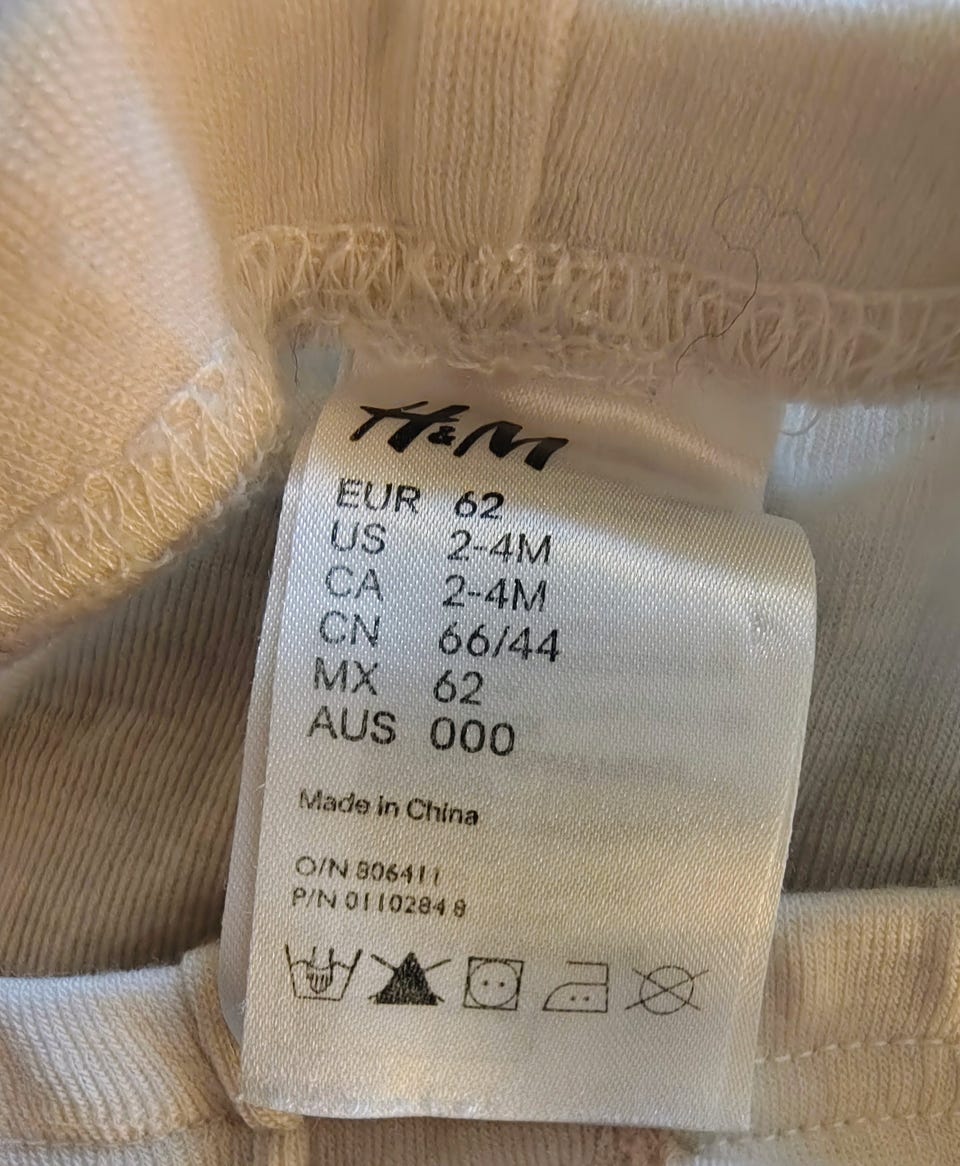 H&M
EUR 62
US 2-4M
CA 2-4M
CN 66/44
MX 62
AUS 000
Made in China
O/N 806411
P/N 01102848